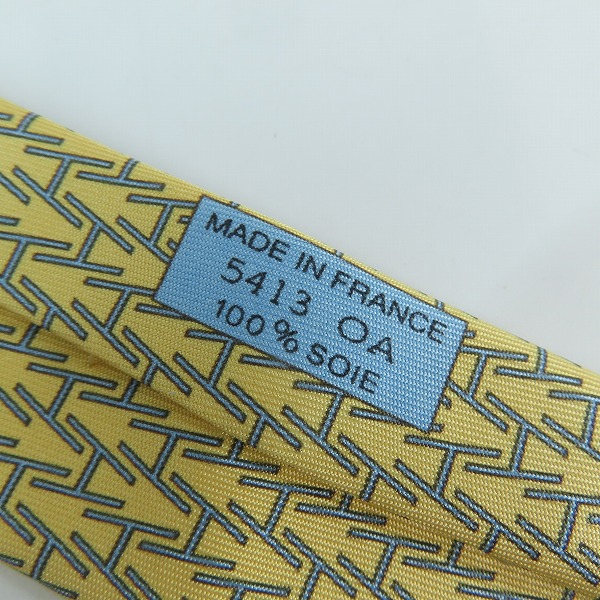 MADE IN FRANCE
5413 OA
100% SOIE